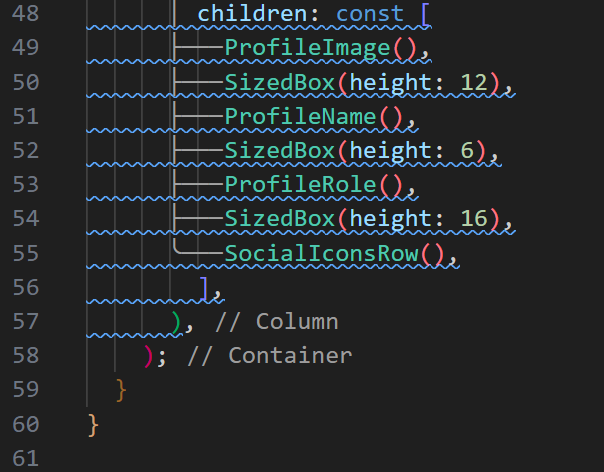 48 children: const [
49 ProfileImage(),
50 SizedBox(height: 12),
51 ProfileName(),
52 SizedBox(height: 6),
53 ProfileRole(),
54 SizedBox(height: 16),
55 SocialIconsRow(),
56 ],
57 ), // Column
58 ); // Container
59 }
60 }
61